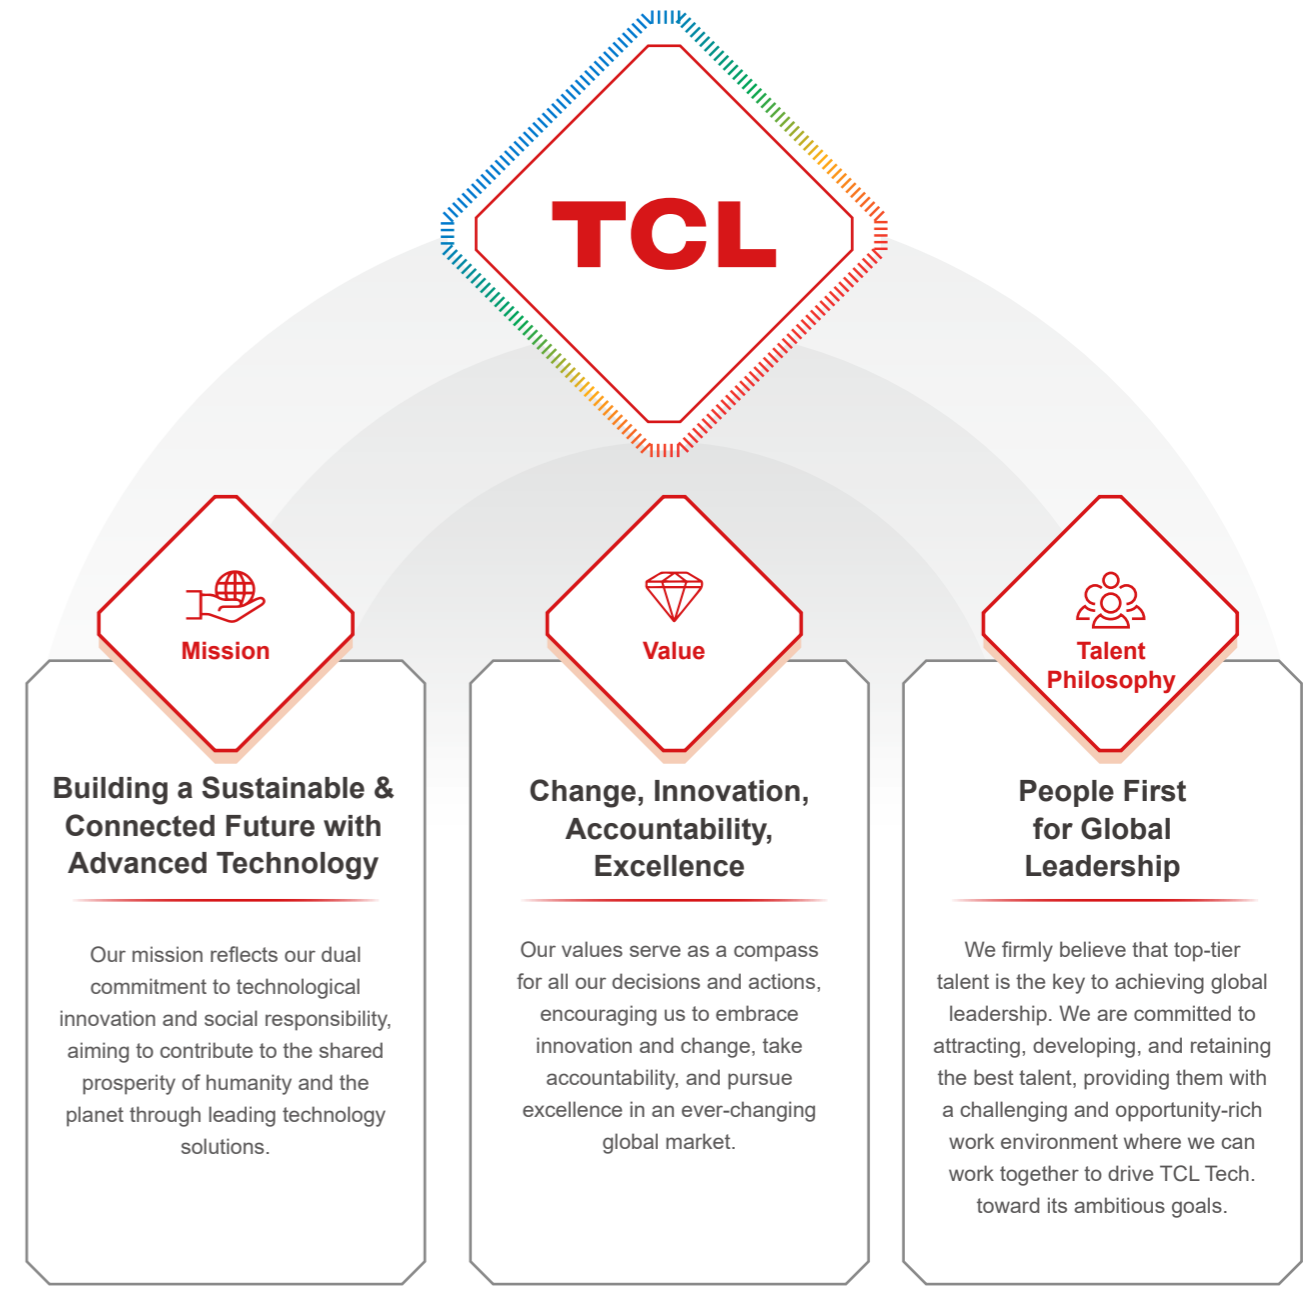 TCL
Mission
Building a Sustainable &
Connected Future with
Advanced Technology
Our mission reflects our dual
commitment to technological
innovation and social responsibility,
aiming to contribute to the shared
prosperity of humanity and the
planet through leading technology
solutions.
Value
Change, Innovation,
Accountability,
Excellence
Our values serve as a compass
for all our decisions and actions,
encouraging us to embrace
innovation and change, take
accountability, and pursue
excellence in an ever-changing
global market.
Talent
Philosophy
People First
for Global
Leadership
We firmly believe that top-tier
talent is the key to achieving global
leadership. We are committed to
attracting, developing, and retaining
the best talent, providing them with
a challenging and opportunity-rich
work environment where we can
work together to drive TCL Tech.
toward its ambitious goals.